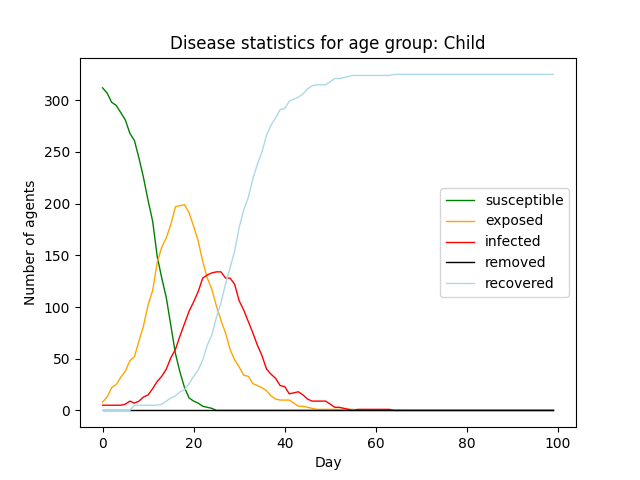 Disease statistics for age group: Child
Number of agents
300
250
200
150
100
50
0
susceptible
exposed
infected
removed
recovered
0 20 40 60 80 100
Day